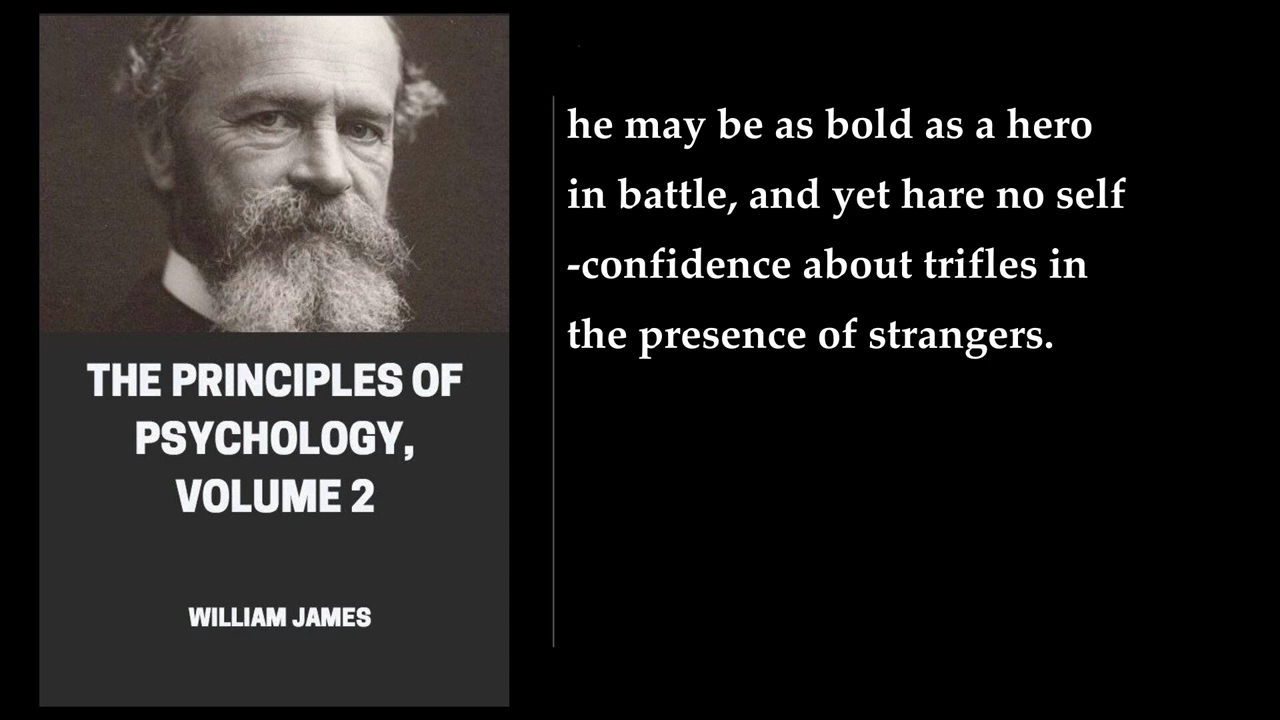 THE PRINCIPLES OF
PSYCHOLOGY,
VOLUME 2
WILLIAM JAMES
he may be as bold as a hero
in battle, and yet hare no self
-confidence about trifles in
the presence of strangers.